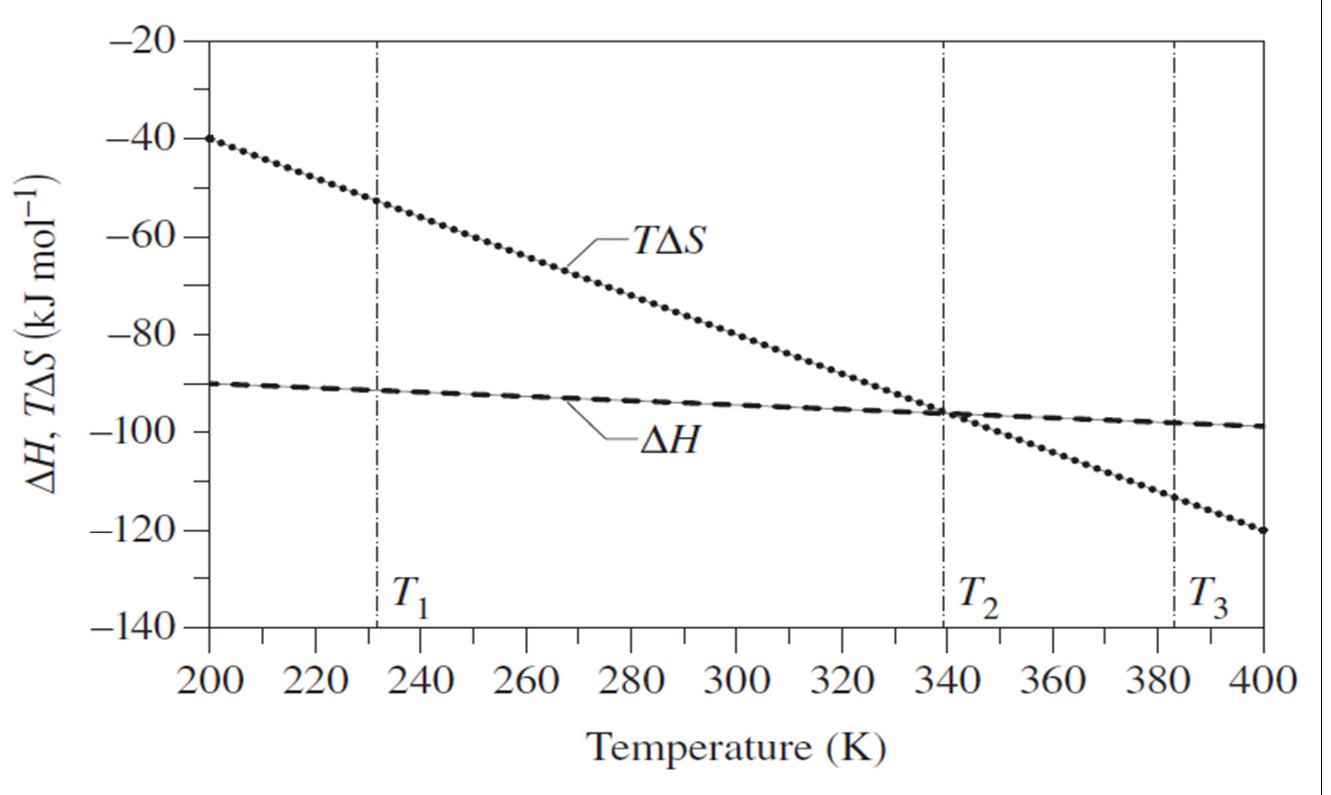 −20
−40
−60
−80
−100
−120
−140
ΔH, TΔS (kJ mol⁻¹)
TΔS
ΔH
T₁
T₂
T₃
200 220 240 260 280 300 320 340 360 380 400
Temperature (K)